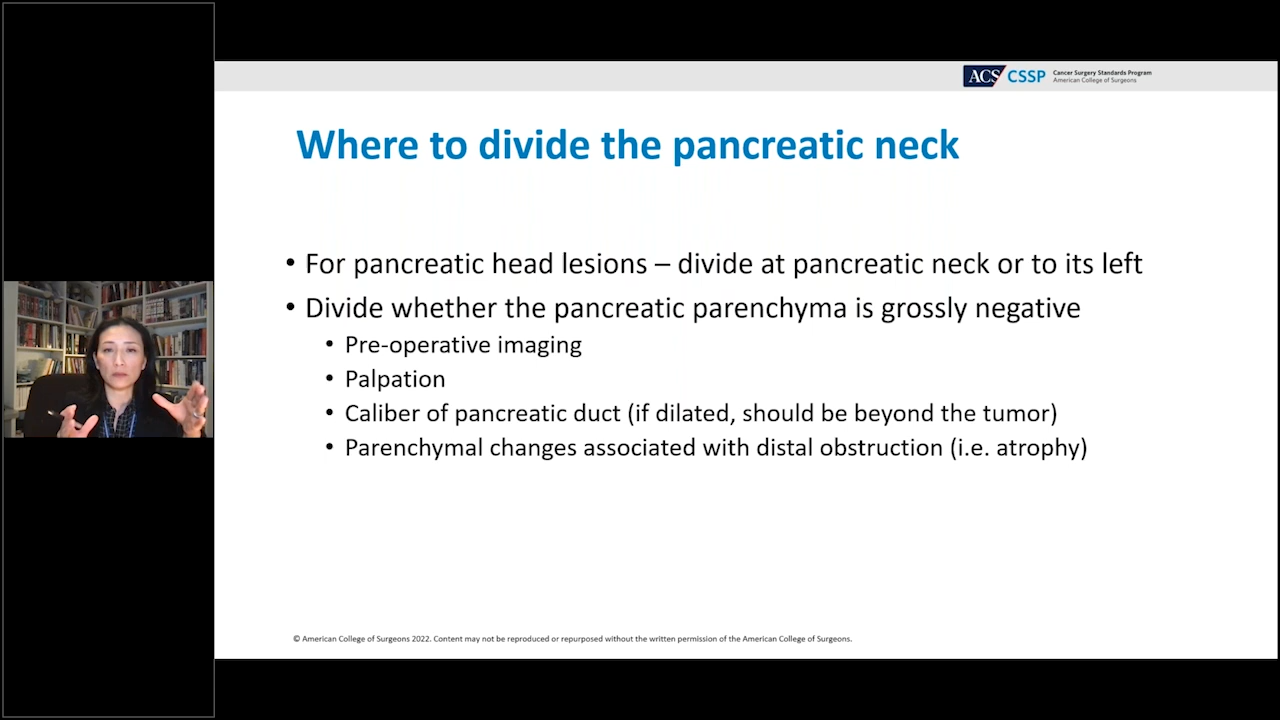 ACS CSSP Cancer Surgery Standards Program
American College of Surgeons
Where to divide the pancreatic neck
• For pancreatic head lesions – divide at pancreatic neck or to its left
• Divide whether the pancreatic parenchyma is grossly negative
• Pre-operative imaging
• Palpation
• Caliber of pancreatic duct (if dilated, should be beyond the tumor)
• Parenchymal changes associated with distal obstruction (i.e. atrophy)
© American College of Surgeons 2022. Content may not be reproduced or repurposed without the written permission of the American College of Surgeons.